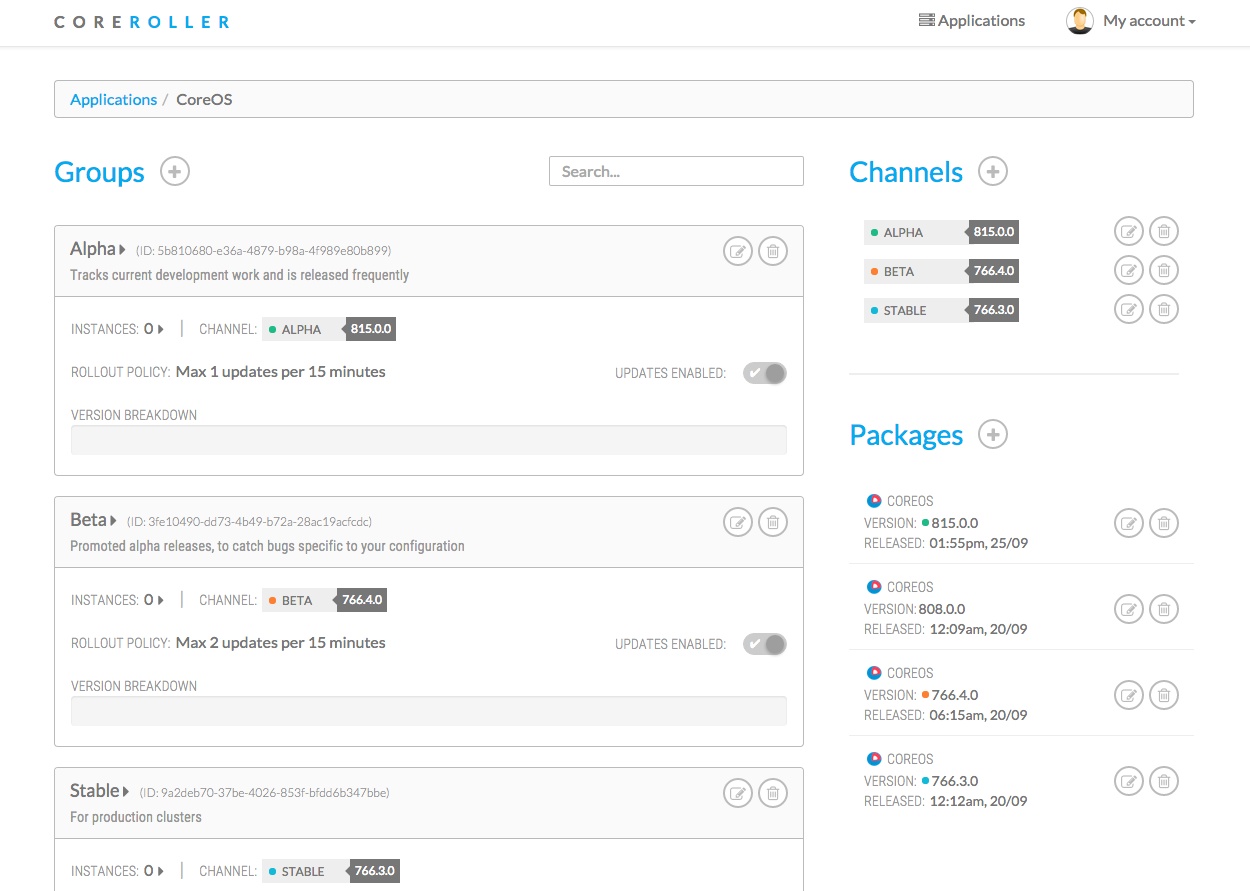 COREROLLER
Applications
My account
Applications / CoreOS
Groups
Search...
Alpha (ID: 5b810680-e36a-4879-b98a-4f989e80b899)
Tracks current development work and is released frequently
INSTANCES: 0 | CHANNEL: ALPHA 815.0.0
ROLLOUT POLICY: Max 1 updates per 15 minutes
UPDATES ENABLED:
VERSION BREAKDOWN
Beta (ID: 3fe10490-dd73-4b49-b72a-28ac19acfcdc)
Promoted alpha releases, to catch bugs specific to your configuration
INSTANCES: 0 | CHANNEL: BETA 766.4.0
ROLLOUT POLICY: Max 2 updates per 15 minutes
UPDATES ENABLED:
VERSION BREAKDOWN
Stable (ID: 9a2deb70-37be-4026-853f-bfdd6b347bbe)
For production clusters
INSTANCES: 0 | CHANNEL: STABLE 766.3.0
Channels
ALPHA 815.0.0
BETA 766.4.0
STABLE 766.3.0
Packages
COREOS
VERSION: 815.0.0
RELEASED: 01:55pm, 25/09
COREOS
VERSION: 808.0.0
RELEASED: 12:09am, 20/09
COREOS
VERSION: 766.4.0
RELEASED: 06:15am, 20/09
COREOS
VERSION: 766.3.0
RELEASED: 12:12am, 20/09